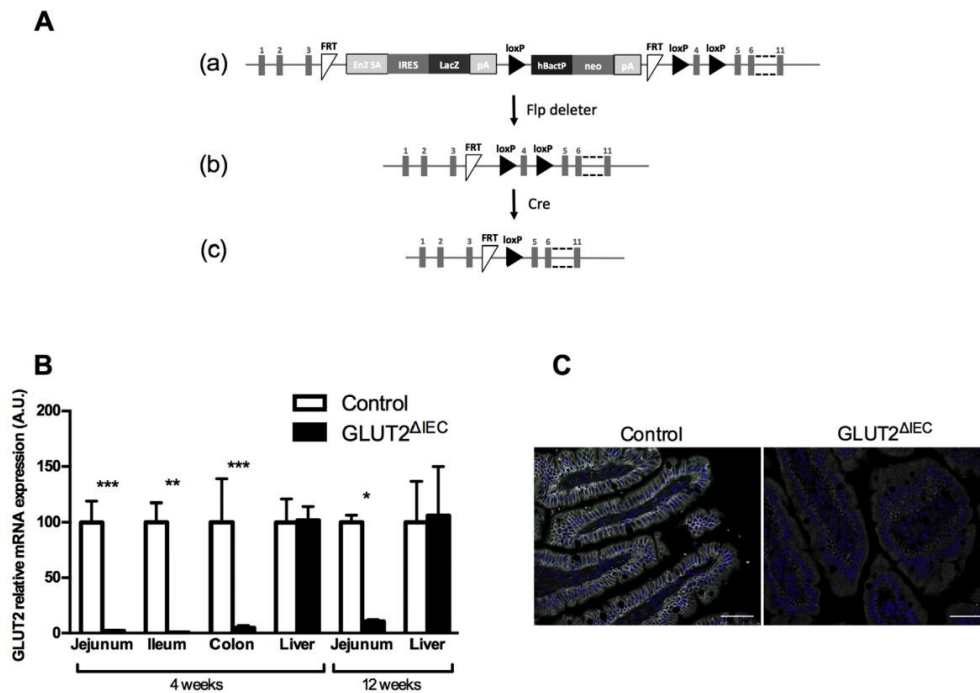 A
(a)
1 2 3 FRT En2 SA IRES LacZ pA loxP hBactP neo pA FRT loxP 4 loxP 5 6 11
Flp deleter
(b)
1 2 3 FRT loxP 4 loxP 5 6 11
Cre
(c)
1 2 3 FRT loxP 5 6 11
B
GLUT2 relative mRNA expression (A.U.)
200
150
100
50
0
Control
GLUT2ΔIEC
*** ** *** *
Jejunum Ileum Colon Liver Jejunum Liver
4 weeks 12 weeks
C
Control GLUT2ΔIEC